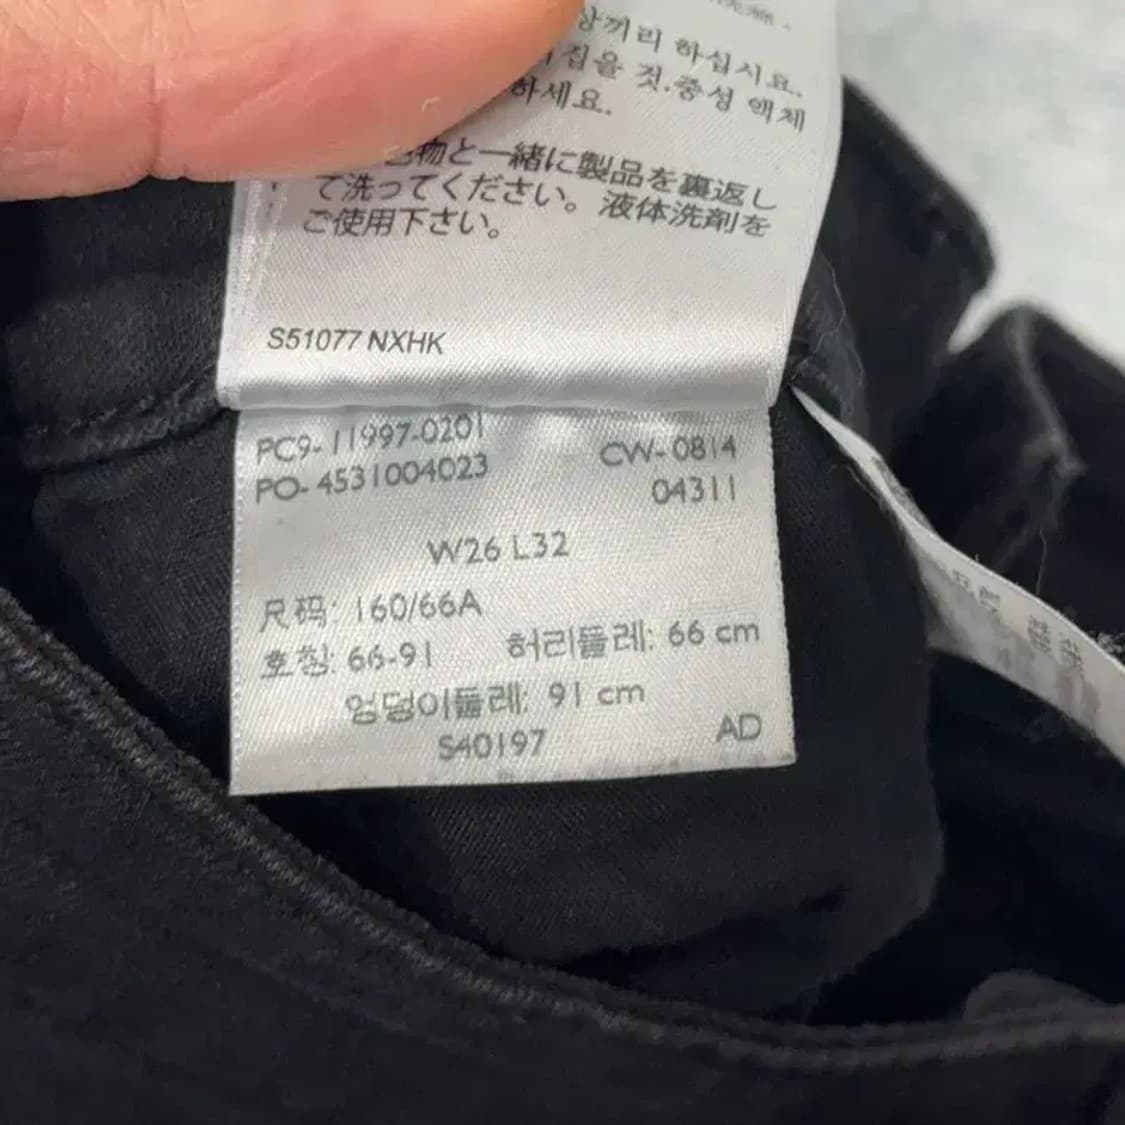 상꺼리 하십시요.
집을 것.중성 액체
하세요.
物と一緒に製品を裏返し
て洗ってください。液体洗剤を
ご使用下さい。
S51077 NXHK
PC9-11997-0201
PO-4531004023
CW-0814
04311
W26 L32
尺码: 160/66A
호칭: 66-91 허리둘레: 66 cm
엉덩이둘레: 91 cm
S40197 AD